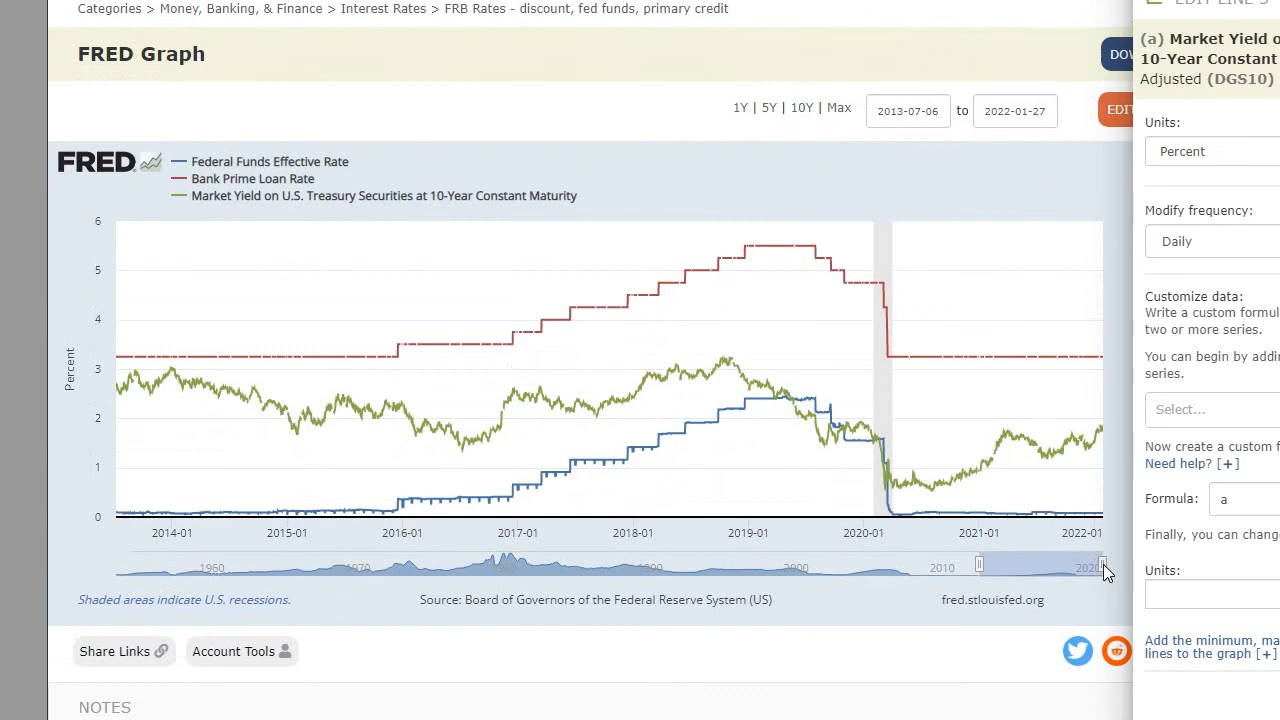 Categories > Money, Banking, & Finance > Interest Rates > FRB Rates - discount, fed funds, primary credit
FRED Graph
DOW
1Y | 5Y | 10Y | Max
2013-07-06 to 2022-01-27
EDIT
FRED
Federal Funds Effective Rate
Bank Prime Loan Rate
Market Yield on U.S. Treasury Securities at 10-Year Constant Maturity
Percent
6
5
4
3
2
1
0
2014-01 2015-01 2016-01 2017-01 2018-01 2019-01 2020-01 2021-01 2022-01
1960 1970 1990 2000 2010 2020
Shaded areas indicate U.S. recessions.
Source: Board of Governors of the Federal Reserve System (US)
fred.stlouisfed.org
Share Links
Account Tools
NOTES
(a) Market Yield o
10-Year Constant
Adjusted (DGS10)
Units:
Percent
Modify frequency:
Daily
Customize data:
Write a custom formul
two or more series.
You can begin by addi
series.
Select...
Now create a custom f
Need help? [+]
Formula: a
Finally, you can change
Units:
Add the minimum, ma
lines to the graph [+]